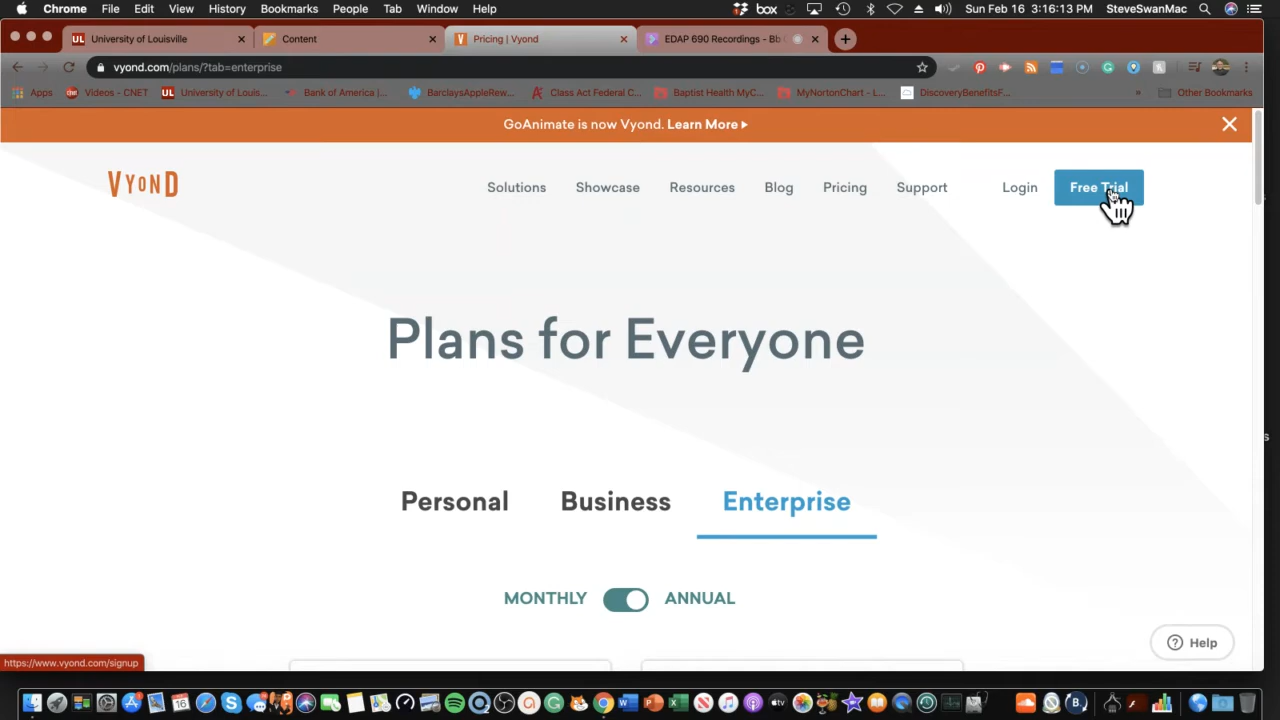 Chrome File Edit View History Bookmarks People Tab Window Help box Sun Feb 16 3:16:13 PM SteveSwanMac
UL University of Louisville Content V Pricing | Vyond EDAP 690 Recordings - Bb
vyond.com/plans/?tab=enterprise
Apps Videos - CNET UL University of Louis... Bank of America |... BarclaysAppleRew... Class Act Federal C... Baptist Health MyC... MyNortonChart - L... DiscoveryBenefitsF... » Other Bookmarks
GoAnimate is now Vyond. Learn More
VYOND Solutions Showcase Resources Blog Pricing Support Login Free Trial
Plans for Everyone
Personal Business Enterprise
MONTHLY ANNUAL
? Help
https://www.vyond.com/signup